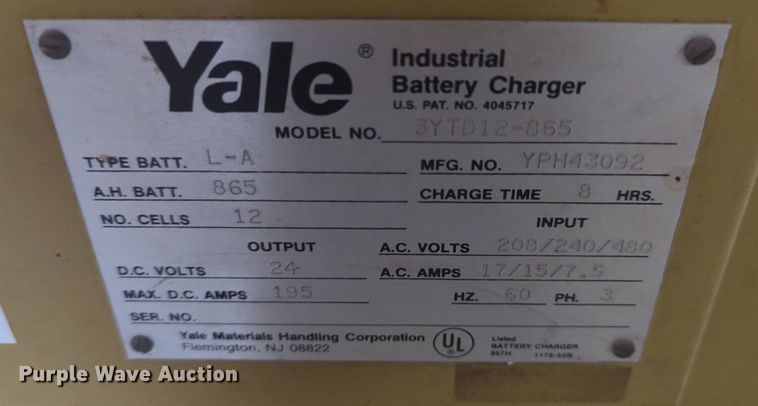 Yale® Industrial
Battery Charger
U.S. PAT. NO. 4045717
MODEL NO. 3YTD12-865
TYPE BATT. L-A MFG. NO. YPH43092
A.H. BATT. 865 CHARGE TIME 8 HRS.
NO. CELLS 12 INPUT
OUTPUT A.C. VOLTS 208/240/480
D.C. VOLTS 24 A.C. AMPS 17/15/7.5
MAX. D.C. AMPS 195 HZ. 60 PH. 3
SER. NO.
Yale Materials Handling Corporation
Flemington, NJ 08822
UL
Listed
BATTERY CHARGER
Purple Wave Auction